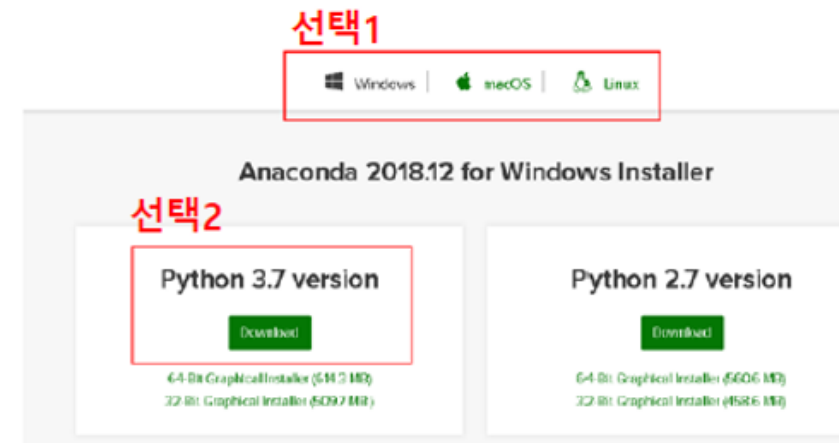 선택1
Windows macOS Linux
Anaconda 2018.12 for Windows Installer
선택2
Python 3.7 version
Download
64-Bit Graphical Installer (614.3 MB)
32-Bit Graphical Installer (509.7 MB)
Python 2.7 version
Download
64-Bit Graphical Installer (560.6 MB)
32-Bit Graphical Installer (458.6 MB)